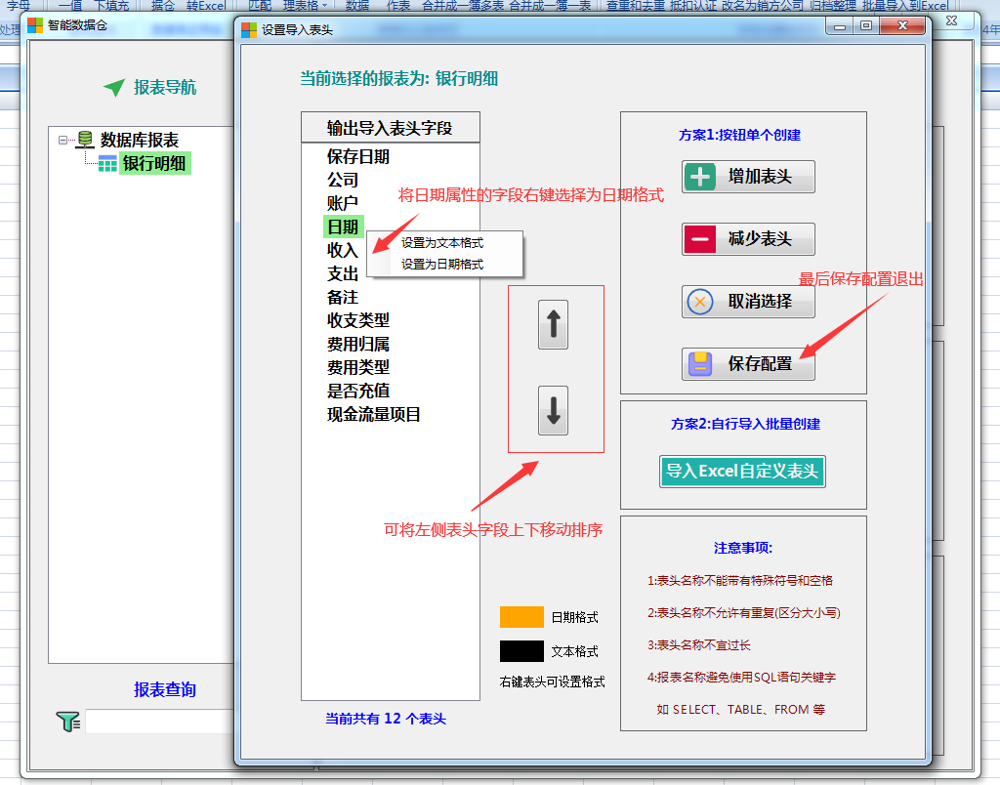 字母 一值 下填充 据仓 转Excel 匹配 理表格 数据 作表 合并成一簿多表 合并成一簿一表 查重和去重 抵扣认证 改名为销方公司 归档整理 批量导入到Excel
智能数据仓
设置导入表头
报表导航
数据库报表
银行明细
报表查询
当前选择的报表为: 银行明细
输出导入表头字段
保存日期
公司
账户
日期
收入
支出
备注
收支类型
费用归属
费用类型
是否充值
现金流量项目
当前共有 12 个表头
将日期属性的字段右键选择为日期格式
设置为文本格式
设置为日期格式
可将左侧表头字段上下移动排序
日期格式
文本格式
右键表头可设置格式
方案1:按钮单个创建
增加表头
减少表头
取消选择
最后保存配置退出
保存配置
方案2:自行导入批量创建
导入Excel自定义表头
注意事项:
1:表头名称不能带有特殊符号和空格
2:表头名称不允许有重复(区分大小写)
3:表头名称不宜过长
4:报表名称避免使用SQL语句关键字
如 SELECT、TABLE、FROM 等